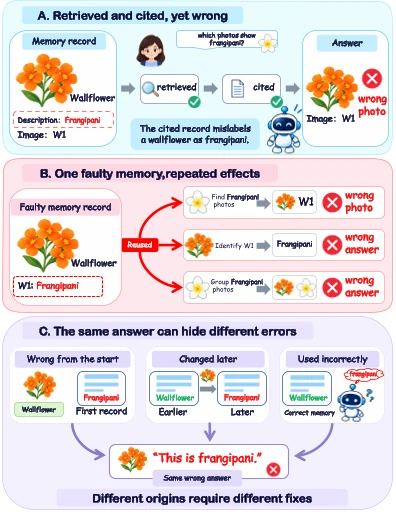 A. Retrieved and cited, yet wrong
Memory record
Wallflower
Description: Frangipani
Image: W1
which photos show
frangipani?
retrieved
cited
The cited record mislabels
a wallflower as frangipani.
Answer
Image: W1
wrong
photo
B. One faulty memory,repeated effects
Faulty memory record
Wallflower
W1: Frangipani
Reused
Find Frangipani
photos
W1
wrong
photo
Identify W1
Frangipani
wrong
answer
Group Frangipani
photos
wrong
answer
C. The same answer can hide different errors
Wrong from the start
Wallflower
Frangipani
First record
Changed later
Wallflower
Frangipani
Earlier
Later
Used incorrectly
Wallflower
Correct memory
frangipani
"This is frangipani."
Same wrong answer
Different origins require different fixes